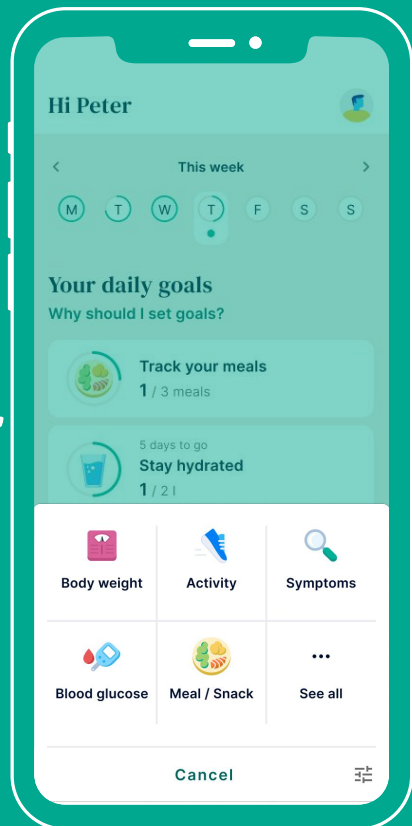 Hi Peter
This week
M T W T F S S
Your daily goals
Why should I set goals?
Track your meals
1 / 3 meals
5 days to go
Stay hydrated
1 / 2 l
Body weight Activity Symptoms
Blood glucose Meal / Snack See all
Cancel